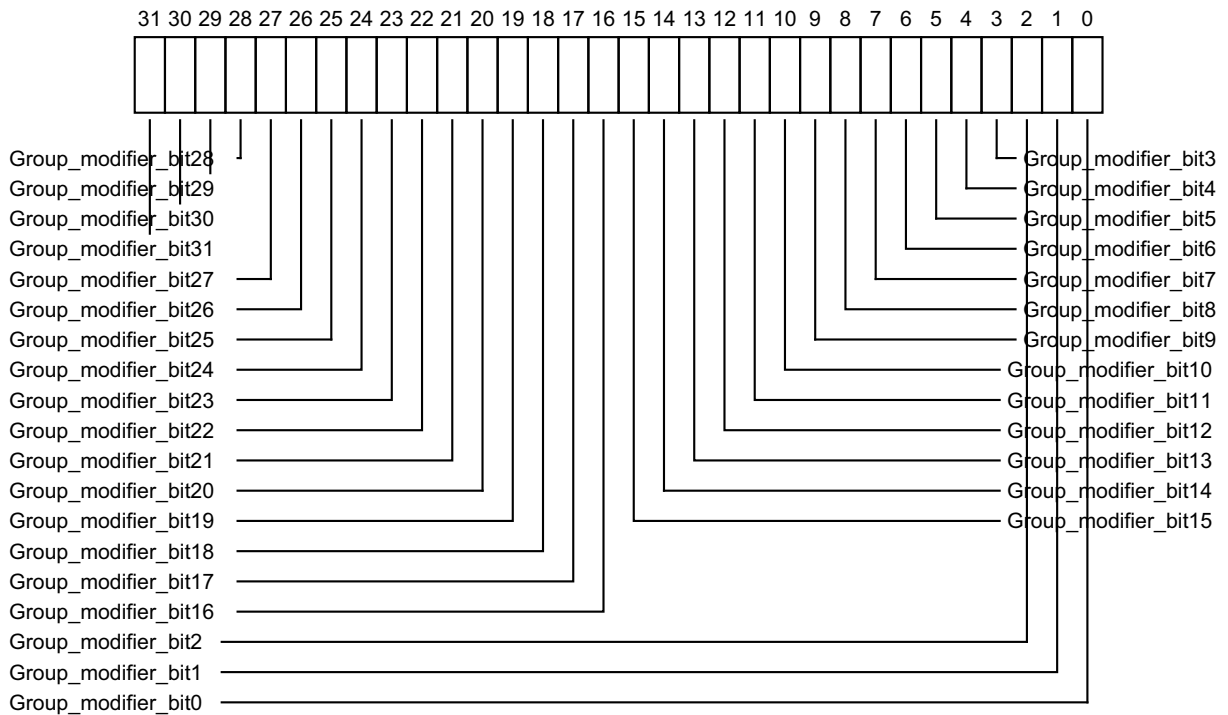 31 30 29 28 27 26 25 24 23 22 21 20 19 18 17 16 15 14 13 12 11 10 9 8 7 6 5 4 3 2 1 0
Group_modifier_bit28 Group_modifier_bit3
Group_modifier_bit29 Group_modifier_bit4
Group_modifier_bit30 Group_modifier_bit5
Group_modifier_bit31 Group_modifier_bit6
Group_modifier_bit27 Group_modifier_bit7
Group_modifier_bit26 Group_modifier_bit8
Group_modifier_bit25 Group_modifier_bit9
Group_modifier_bit24 Group_modifier_bit10
Group_modifier_bit23 Group_modifier_bit11
Group_modifier_bit22 Group_modifier_bit12
Group_modifier_bit21 Group_modifier_bit13
Group_modifier_bit20 Group_modifier_bit14
Group_modifier_bit19 Group_modifier_bit15
Group_modifier_bit18
Group_modifier_bit17
Group_modifier_bit16
Group_modifier_bit2
Group_modifier_bit1
Group_modifier_bit0